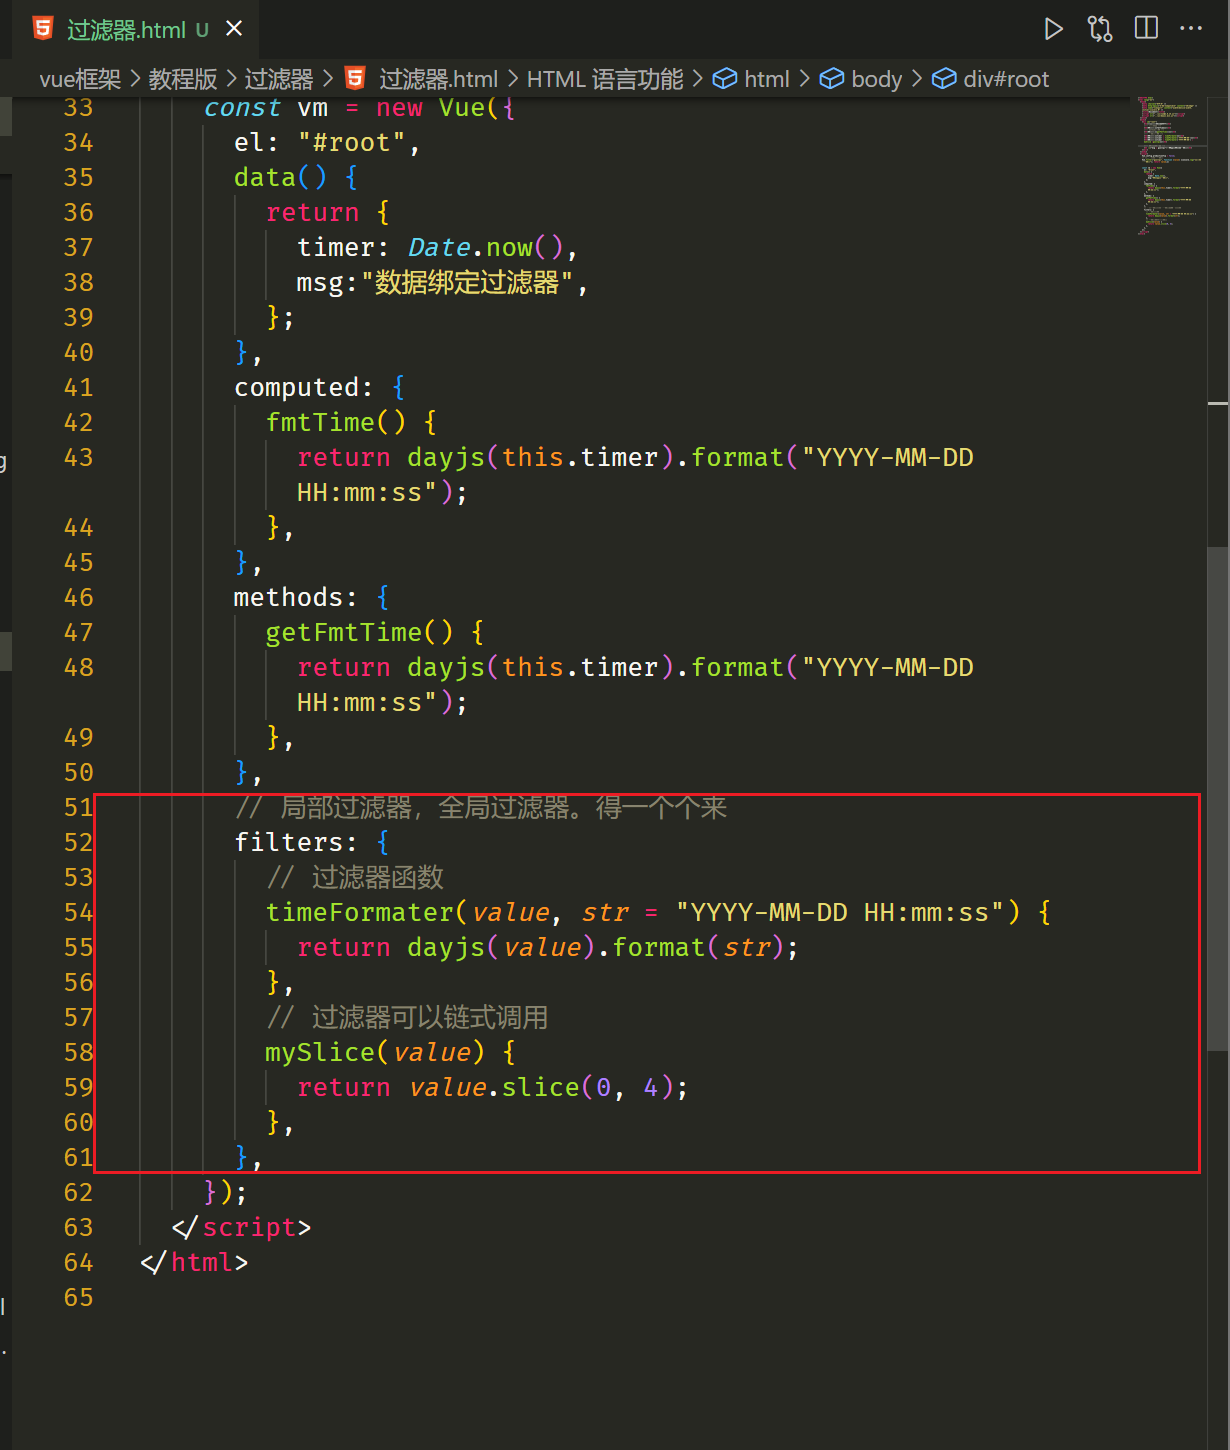 过滤器.html U
vue框架 > 教程版 > 过滤器 > 过滤器.html > HTML 语言功能 > html > body > div#root
33 const vm = new Vue({
34 el: "#root",
35 data() {
36 return {
37 timer: Date.now(),
38 msg:"数据绑定过滤器",
39 };
40 },
41 computed: {
42 fmtTime() {
43 return dayjs(this.timer).format("YYYY-MM-DD
HH:mm:ss");
44 },
45 },
46 methods: {
47 getFmtTime() {
48 return dayjs(this.timer).format("YYYY-MM-DD
HH:mm:ss");
49 },
50 },
51 // 局部过滤器，全局过滤器。得一个个来
52 filters: {
53 // 过滤器函数
54 timeFormater(value, str = "YYYY-MM-DD HH:mm:ss") {
55 return dayjs(value).format(str);
56 },
57 // 过滤器可以链式调用
58 mySlice(value) {
59 return value.slice(0, 4);
60 },
61 },
62 });
63 </script>
64 </html>
65